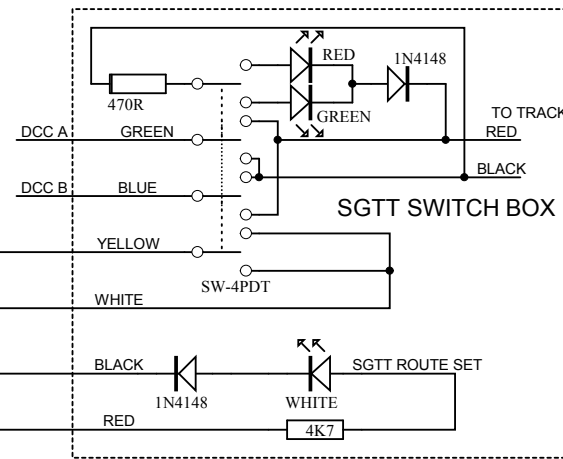 RED
1N4148
470R
GREEN
TO TRACK
DCC A
GREEN
RED
BLACK
DCC B
BLUE
SGTT SWITCH BOX
YELLOW
SW-4PDT
WHITE
BLACK
SGTT ROUTE SET
1N4148
WHITE
RED
4K7